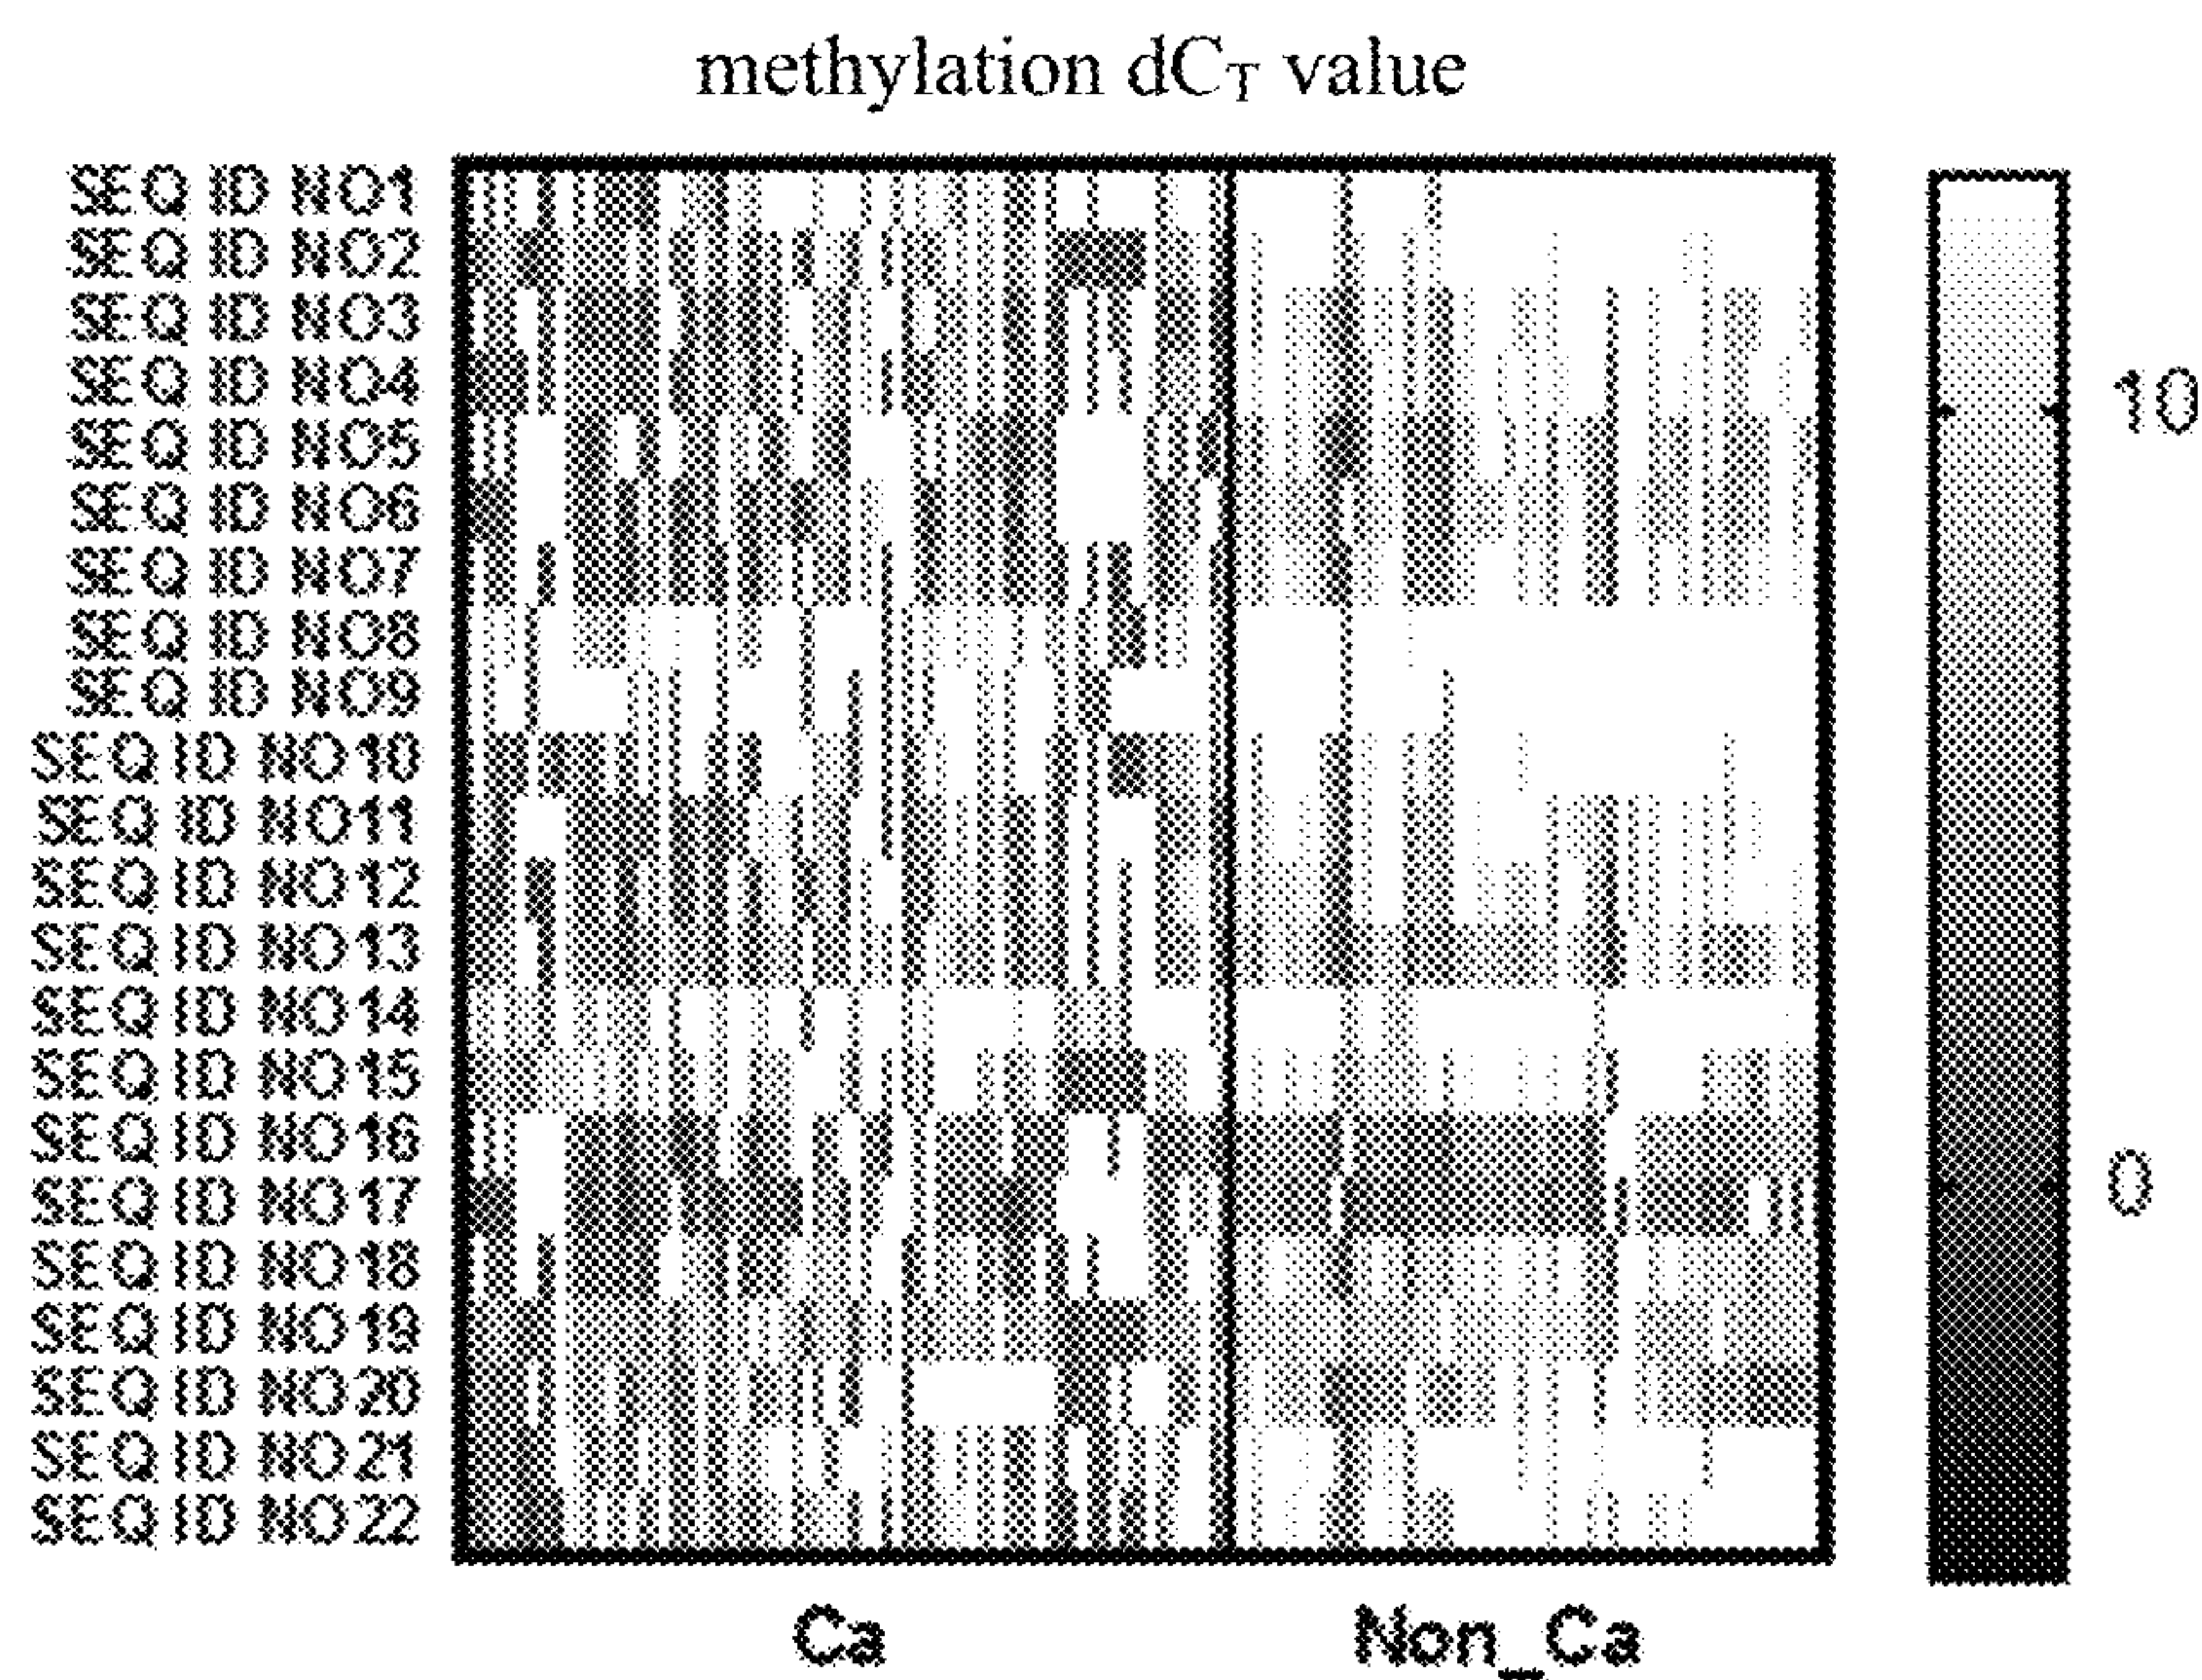 methylation dCT value
SEQ ID NO1
SEQ ID NO2
SEQ ID NO3
SEQ ID NO4
SEQ ID NO5
SEQ ID NO6
SEQ ID NO7
SEQ ID NO8
SEQ ID NO9
SEQ ID NO10
SEQ ID NO11
SEQ ID NO12
SEQ ID NO13
SEQ ID NO14
SEQ ID NO15
SEQ ID NO16
SEQ ID NO17
SEQ ID NO18
SEQ ID NO19
SEQ ID NO20
SEQ ID NO21
SEQ ID NO22
10
0
Ca Non_Ca